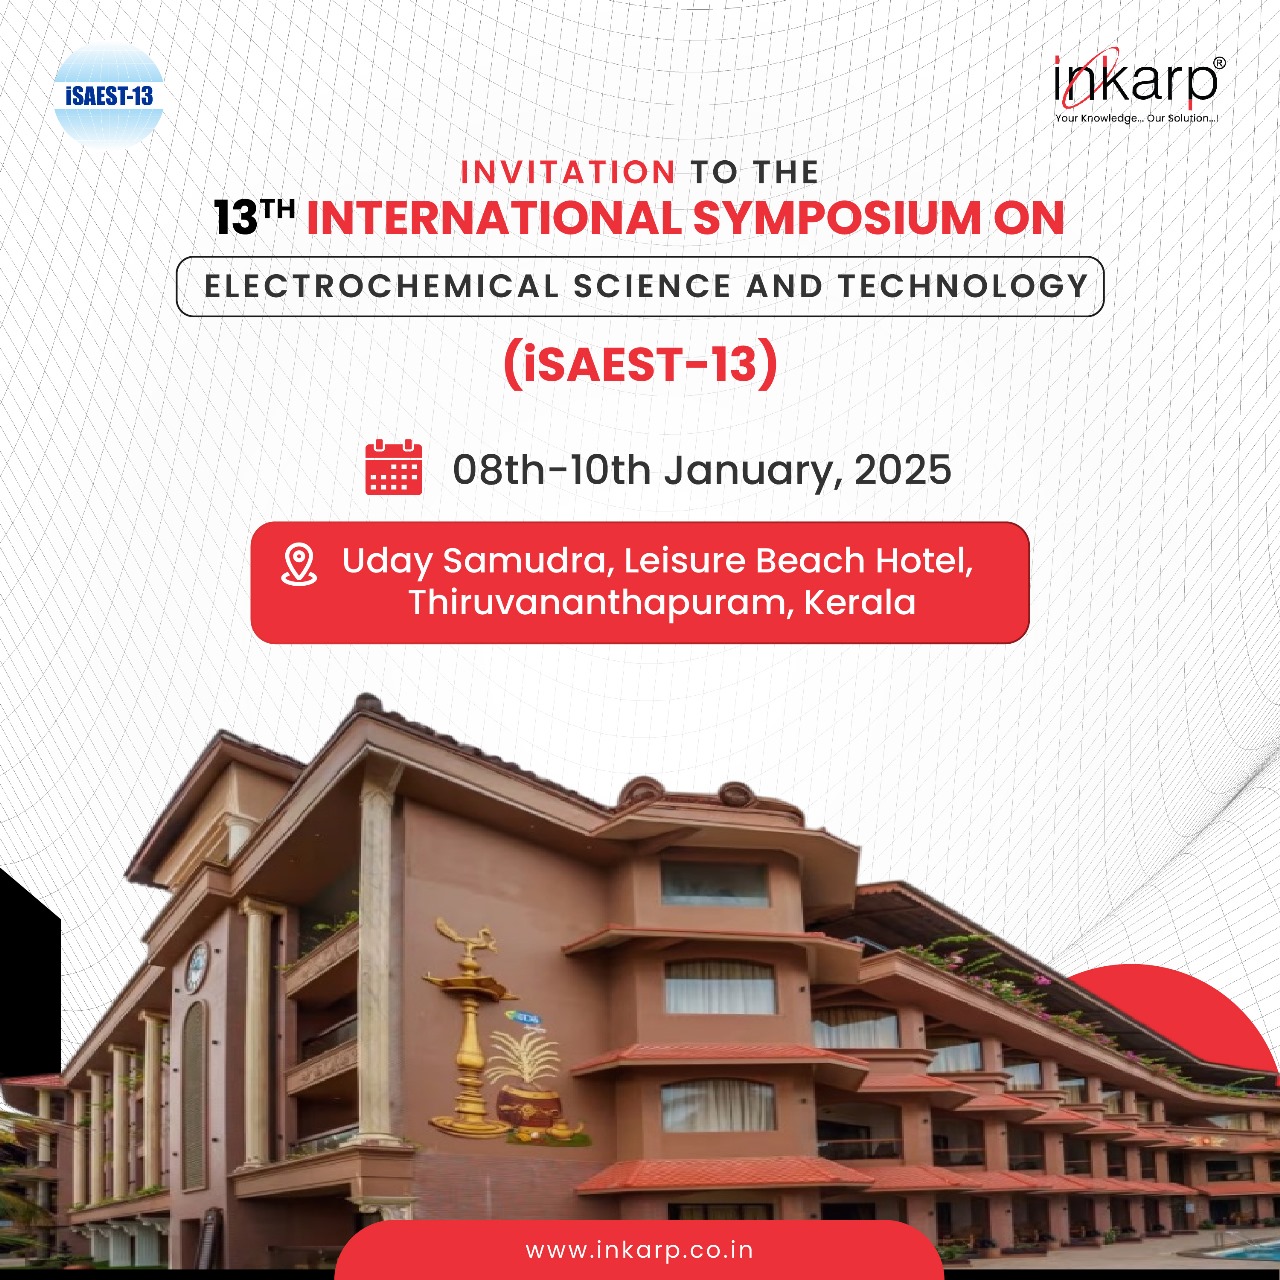 iSAEST-13
inkarp®
Your Knowledge... Our Solution...!
INVITATION TO THE
13TH INTERNATIONAL SYMPOSIUM ON
ELECTROCHEMICAL SCIENCE AND TECHNOLOGY
(iSAEST-13)
08th-10th January, 2025
Uday Samudra, Leisure Beach Hotel,
Thiruvananthapuram, Kerala
www.inkarp.co.in